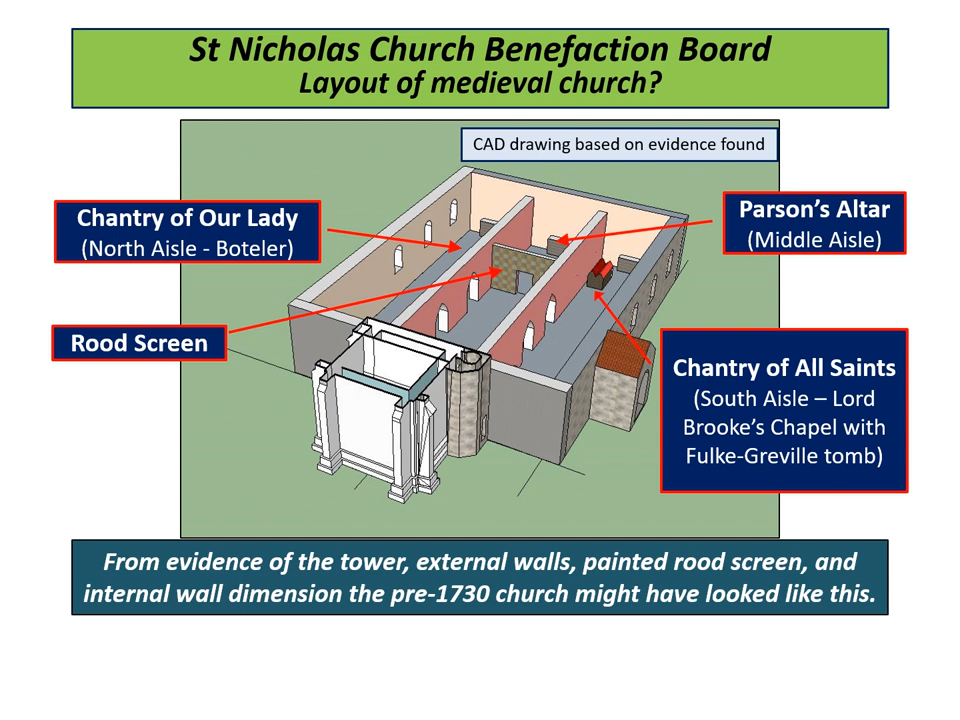 St Nicholas Church Benefaction Board
Layout of medieval church?
CAD drawing based on evidence found
Chantry of Our Lady
(North Aisle - Boteler)
Parson's Altar
(Middle Aisle)
Rood Screen
Chantry of All Saints
(South Aisle – Lord
Brooke's Chapel with
Fulke-Greville tomb)
From evidence of the tower, external walls, painted rood screen, and
internal wall dimension the pre-1730 church might have looked like this.